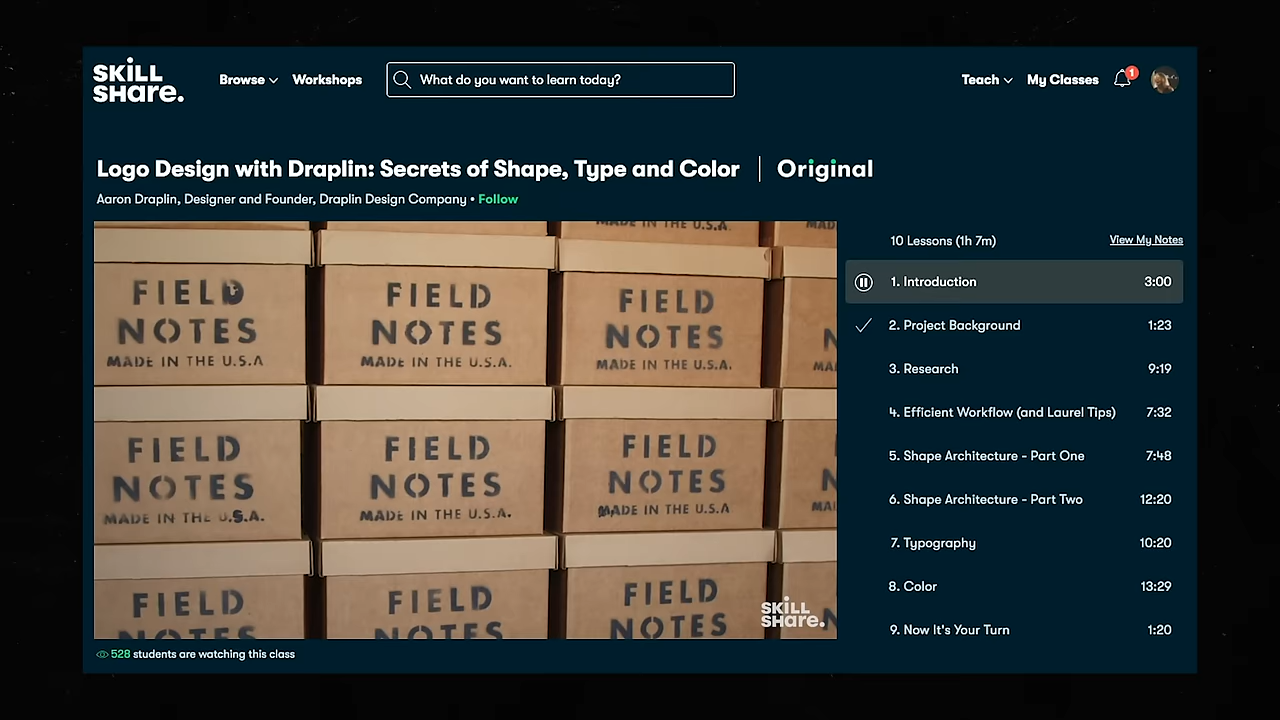 SKILL
SHARE.
Browse
Workshops
What do you want to learn today?
Teach
My Classes
1
Logo Design with Draplin: Secrets of Shape, Type and Color | Original
Aaron Draplin, Designer and Founder, Draplin Design Company • Follow
MADE IN THE U.S.A.
MAD
FIELD
NOTES
MADE IN THE U.S.A
FIELD
NOTES
MADE IN THE U.S.A.
FIELD
NOTES
MADE IN THE U.S.A.
N
MA
FIELD
NOTES
MADE IN THE U.S.A.
FIELD
NOTES
MADE IN THE U.S.A.
FIELD
NOTES
MADE IN THE U.S.A
N
MAI
FIELD
NOTES
FIELD
NOTES
FIELD
NOTES
N
SKILL
SHARE.
528 students are watching this class
10 Lessons (1h 7m)
View My Notes
1. Introduction 3:00
2. Project Background 1:23
3. Research 9:19
4. Efficient Workflow (and Laurel Tips) 7:32
5. Shape Architecture - Part One 7:48
6. Shape Architecture - Part Two 12:20
7. Typography 10:20
8. Color 13:29
9. Now It's Your Turn 1:20